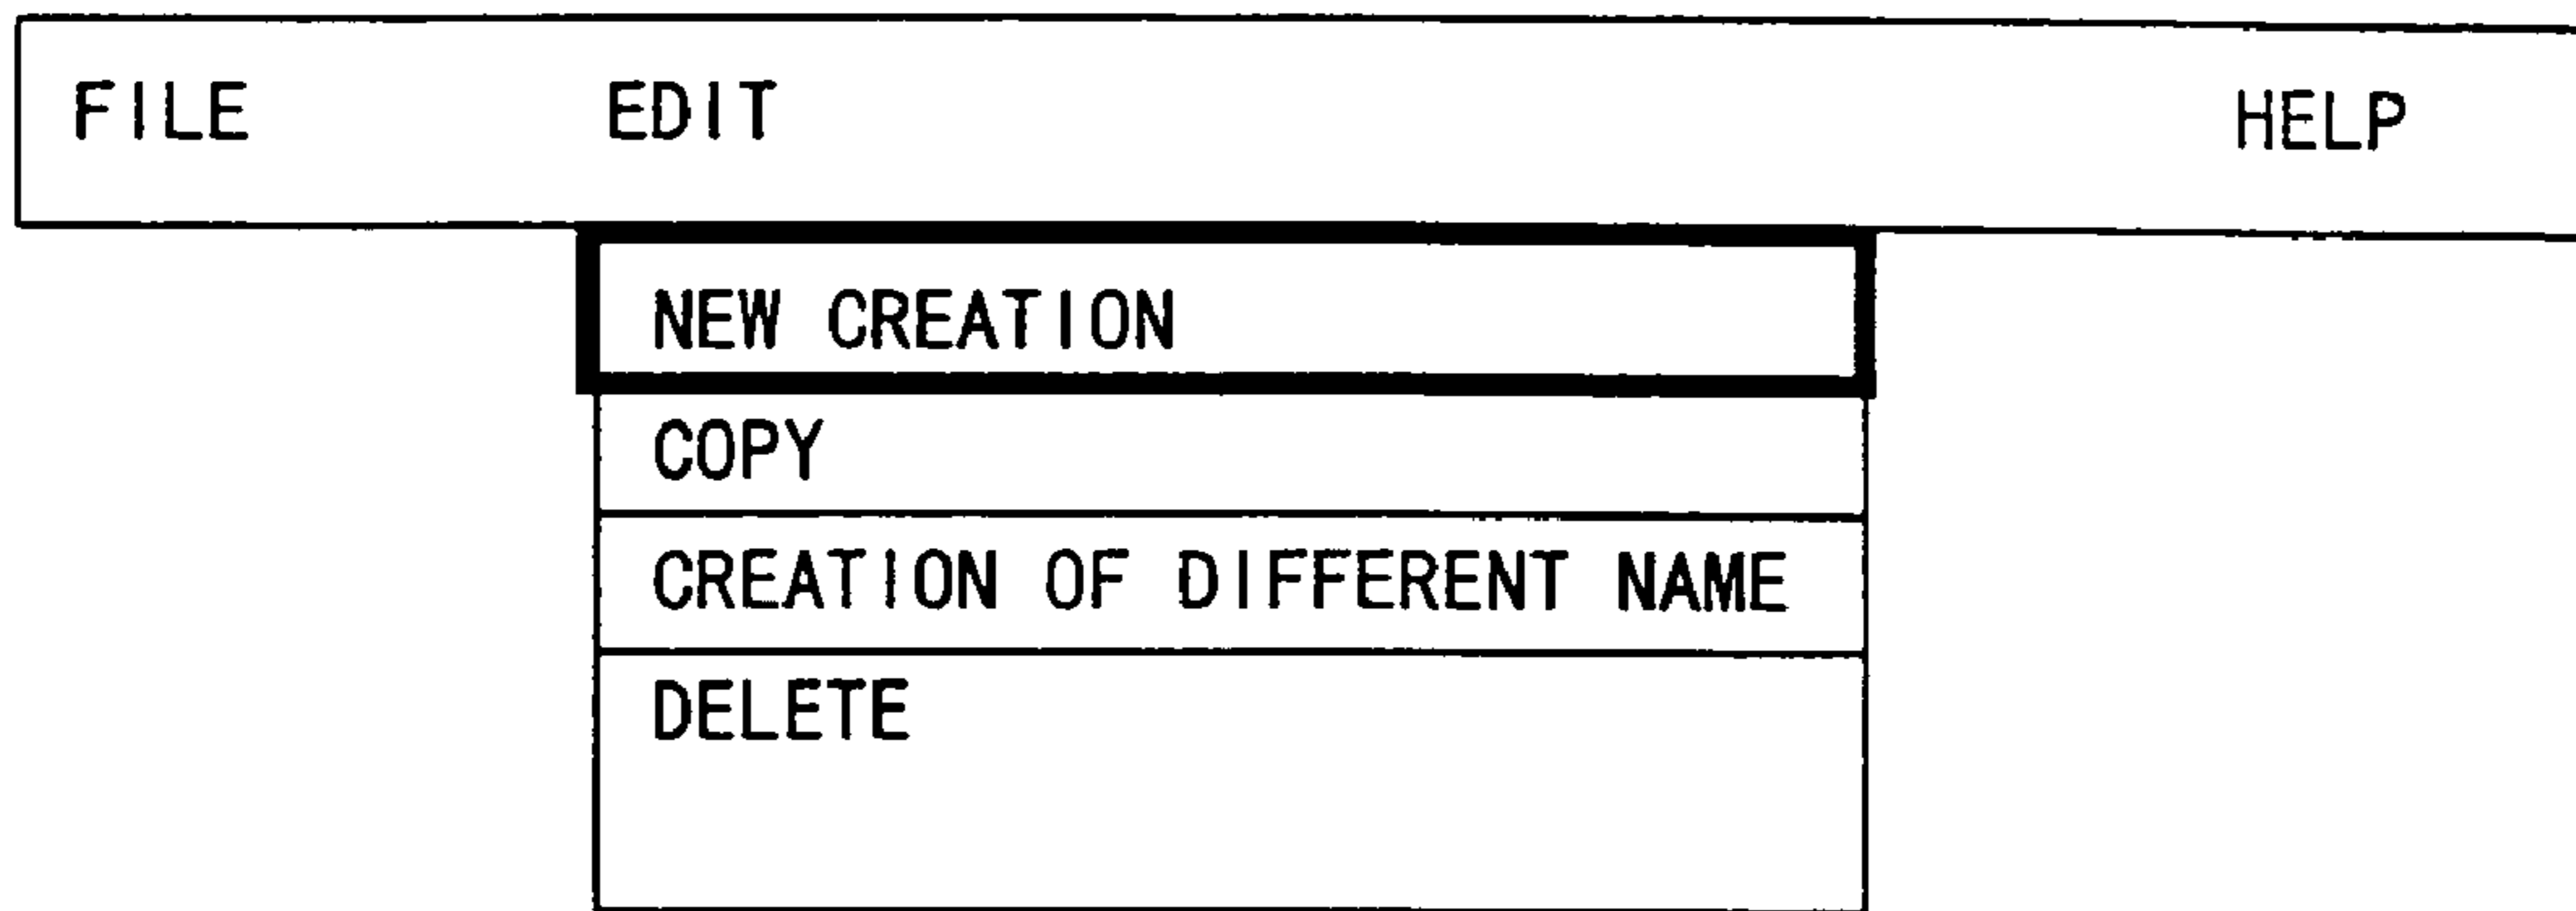 FILE EDIT HELP
NEW CREATION
COPY
CREATION OF DIFFERENT NAME
DELETE